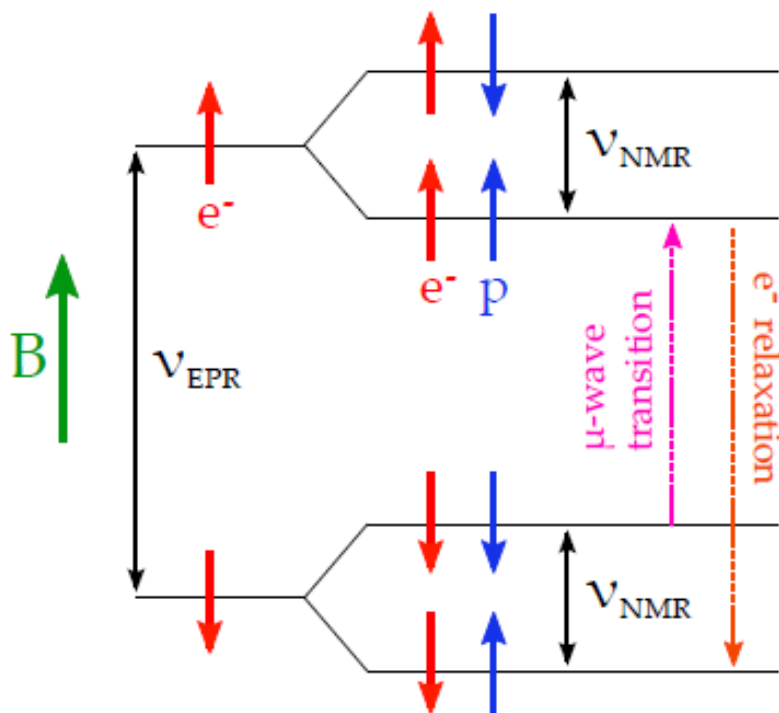 ν_NMR
e⁻
e⁻ p
B
ν_EPR
μ-wave
transition
e⁻ relaxation
ν_NMR